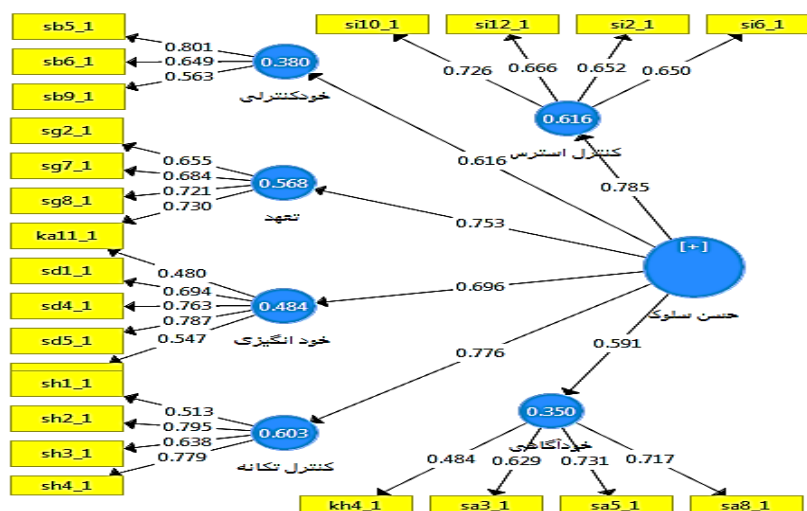 si10_1 si12_1 si2_1 si6_1
sb5_1
sb6_1
sb9_1
0.801
0.649
0.563
0.380
خودکنترلی
0.726 0.666 0.652 0.650
0.616
کنترل استرس
0.785
0.616
sg2_1
sg7_1
sg8_1
ka11_1
0.655
0.684
0.721
0.730
0.568
تعهد
0.753
[+]
حسن سلوک
sd1_1
sd4_1
sd5_1
0.480
0.694
0.763
0.787
0.547
0.484
خود انگیزی
0.696
0.776
0.591
sh1_1
sh2_1
sh3_1
sh4_1
0.513
0.795
0.638
0.779
0.603
کنترل تکانه
0.350
خودآگاهی
0.484 0.629 0.731 0.717
kh4_1 sa3_1 sa5_1 sa8_1